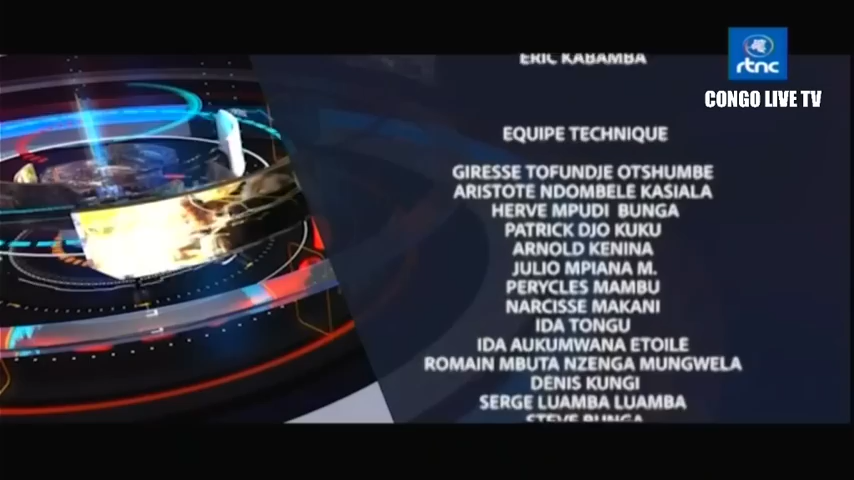 rtnc
CONGO LIVE TV
ERIC KABAMBA
EQUIPE TECHNIQUE
GIRESSE TOFUNDJE OTSHUMBE
ARISTOTE NDOMBELE KASIALA
HERVE MPUDI BUNGA
PATRICK DJO KUKU
ARNOLD KENINA
JULIO MPIANA M.
PERYCLES MAMBU
NARCISSE MAKANI
IDA TONGU
IDA AUKUMWANA ETOILE
ROMAIN MBUTA NZENGA MUNGWELA
DENIS KUNGI
SERGE LUAMBA LUAMBA
STEVE BUNGA